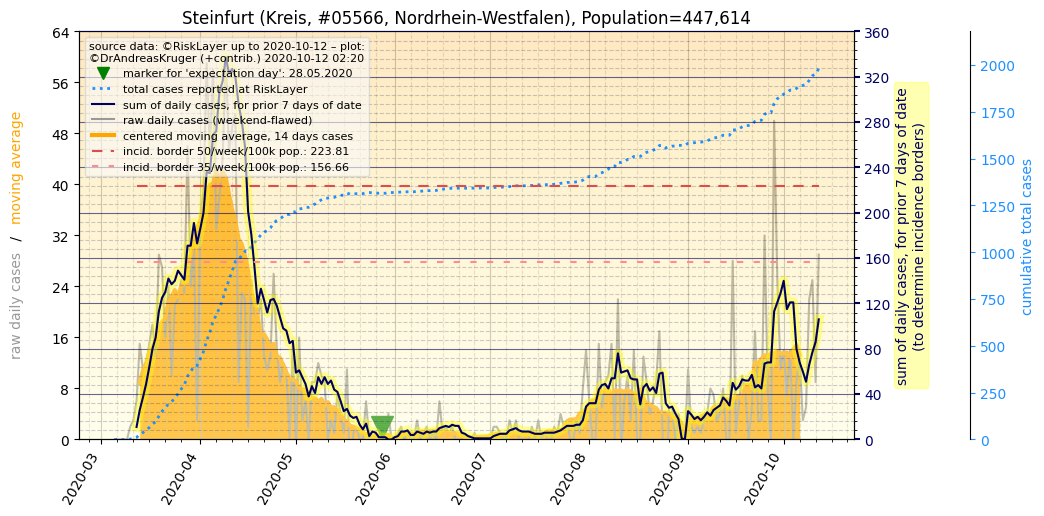 Steinfurt (Kreis, #05566, Nordrhein-Westfalen), Population=447,614
source data: ©RiskLayer up to 2020-10-12 – plot:
©DrAndreasKruger (+contrib.) 2020-10-12 02:20
marker for 'expectation day': 28.05.2020
total cases reported at RiskLayer
sum of daily cases, for prior 7 days of date
raw daily cases (weekend-flawed)
centered moving average, 14 days cases
incid. border 50/week/100k pop.: 223.81
incid. border 35/week/100k pop.: 156.66
raw daily cases / moving average
64
56
48
40
32
24
16
8
0
2020-03
2020-04
2020-05
2020-06
2020-07
2020-08
2020-09
2020-10
360
320
280
240
200
160
120
80
40
0
sum of daily cases, for prior 7 days of date
(to determine incidence borders)
2000
1750
1500
1250
1000
750
500
250
0
cumulative total cases